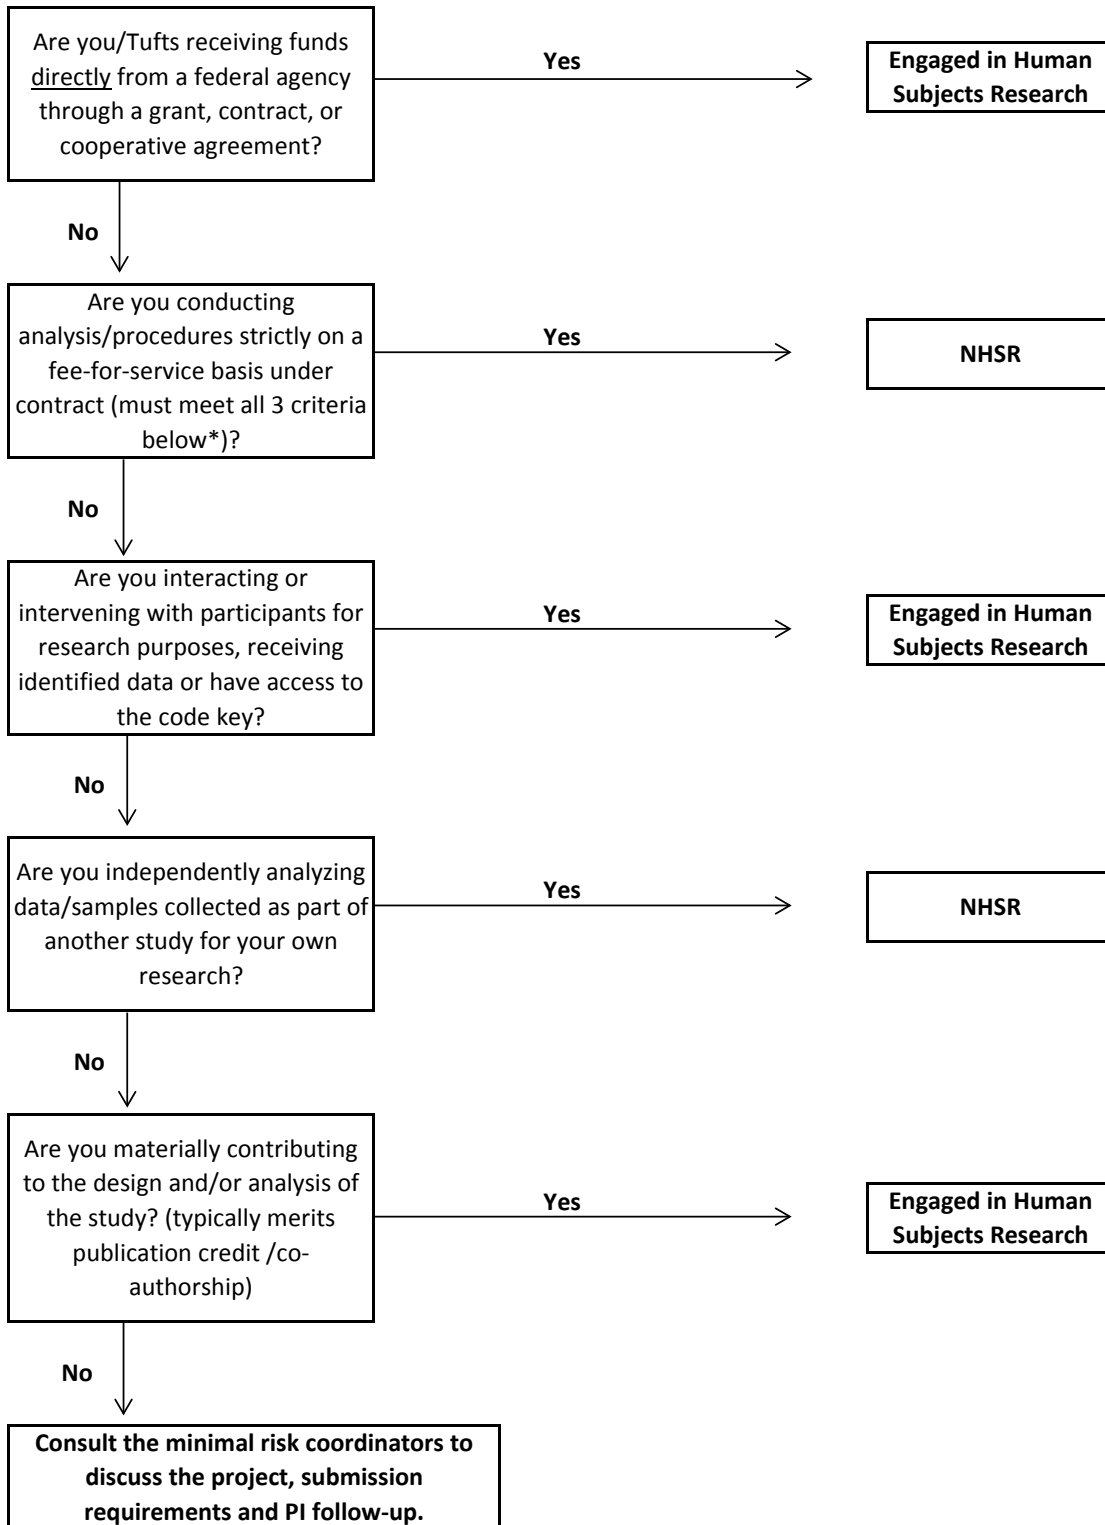 Are you/Tufts receiving funds
directly from a federal agency
through a grant, contract, or
cooperative agreement?
Yes
Engaged in Human
Subjects Research
No
Are you conducting
analysis/procedures strictly on a
fee-for-service basis under
contract (must meet all 3 criteria
below*)?
Yes
NHSR
No
Are you interacting or
intervening with participants for
research purposes, receiving
identified data or have access to
the code key?
Yes
Engaged in Human
Subjects Research
No
Are you independently analyzing
data/samples collected as part of
another study for your own
research?
Yes
NHSR
No
Are you materially contributing
to the design and/or analysis of
the study? (typically merits
publication credit /co-
authorship)
Yes
Engaged in Human
Subjects Research
No
Consult the minimal risk coordinators to
discuss the project, submission
requirements and PI follow-up.